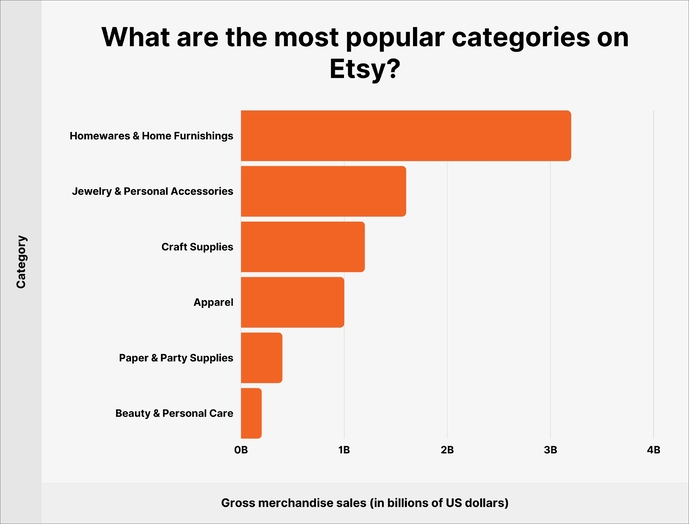 What are the most popular categories on
Etsy?
Category
Homewares & Home Furnishings
Jewelry & Personal Accessories
Craft Supplies
Apparel
Paper & Party Supplies
Beauty & Personal Care
0B 1B 2B 3B 4B
Gross merchandise sales (in billions of US dollars)